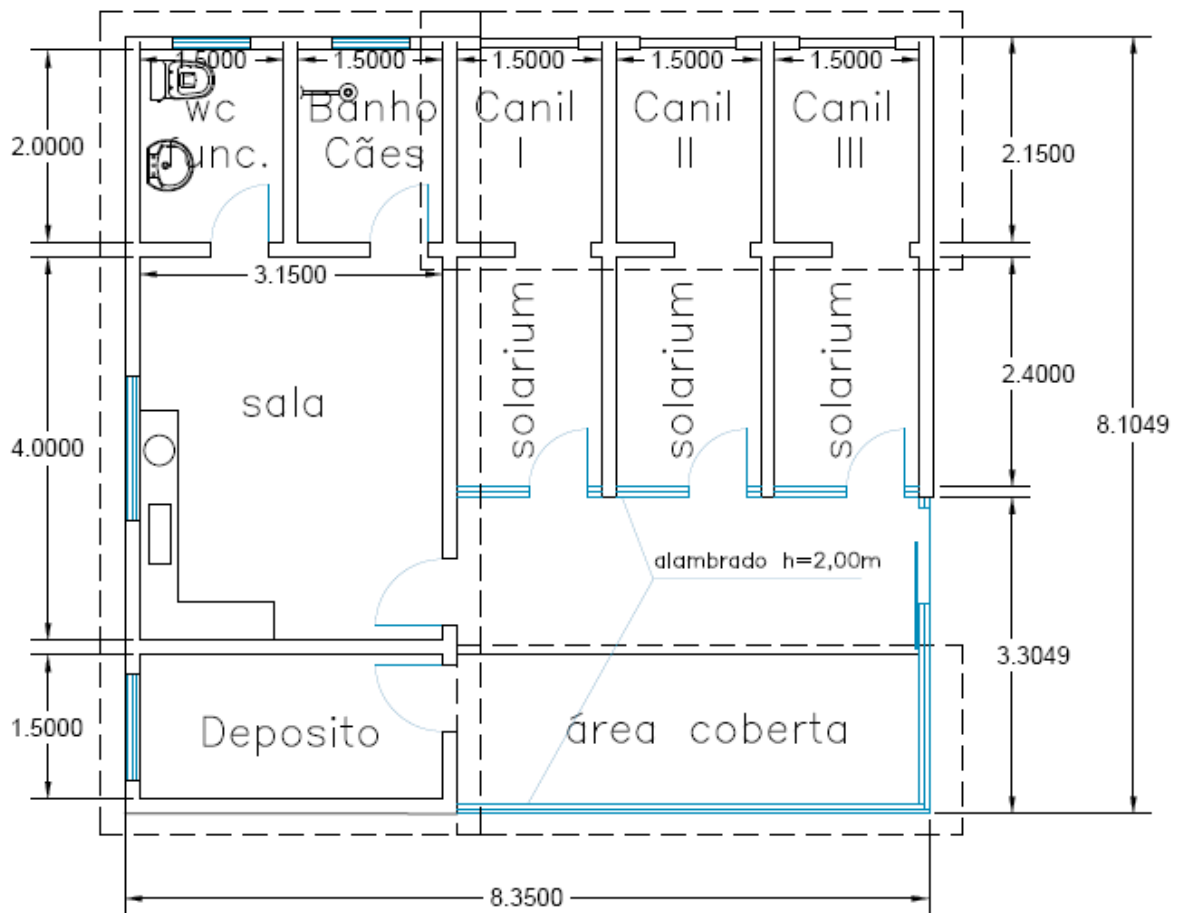 1.5000 1.5000 1.5000 1.5000 1.5000
wc Banho Canil Canil Canil
func. Cães I II III
2.0000
2.1500
3.1500
solarium solarium solarium
sala
2.4000
4.0000
8.1049
alambrado h=2,00m
3.3049
1.5000
Deposito
área coberta
8.3500